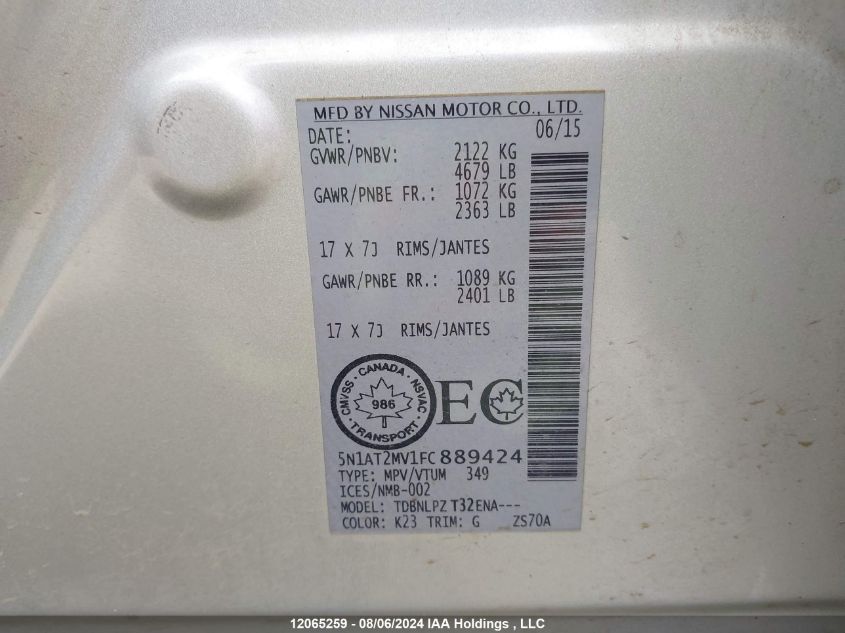 MFD BY NISSAN MOTOR CO., LTD.
DATE: 06/15
GVWR/PNBV: 2122 KG
4679 LB
GAWR/PNBE FR.: 1072 KG
2363 LB
17 X 7J RIMS/JANTES
GAWR/PNBE RR.: 1089 KG
2401 LB
17 X 7J RIMS/JANTES
CANADA
CMVSS · NSVAC
986
TRANSPORT
EC
5N1AT2MV1FC889424
TYPE: MPV/VTUM 349
ICES/NMB-002
MODEL: TDBNLPZ T32ENA---
COLOR: K23 TRIM: G ZS70A
12065259 - 08/06/2024 IAA Holdings , LLC